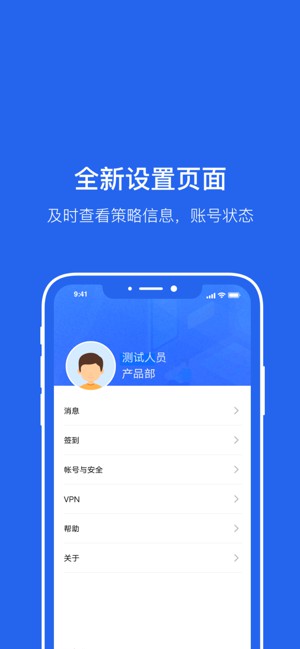 全新设置页面
及时查看策略信息，账号状态
9:41
测试人员
产品部
消息
签到
帐号与安全
VPN
帮助
关于